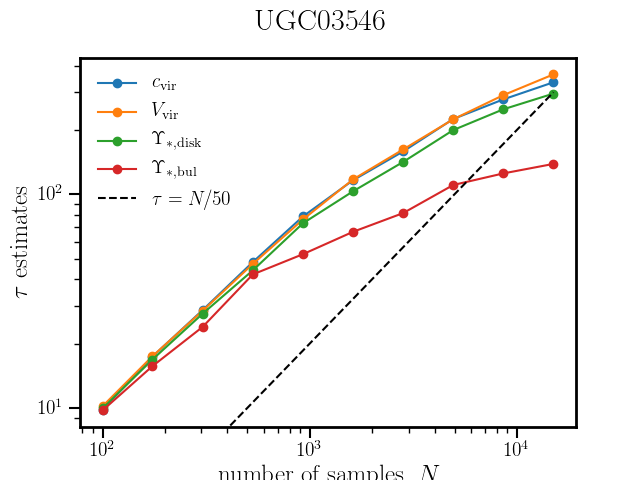 UGC03546
c_vir
V_vir
Υ_*,disk
Υ_*,bul
τ = N/50
τ estimates
10^2
10^1
10^2 10^3 10^4
number of samples, N